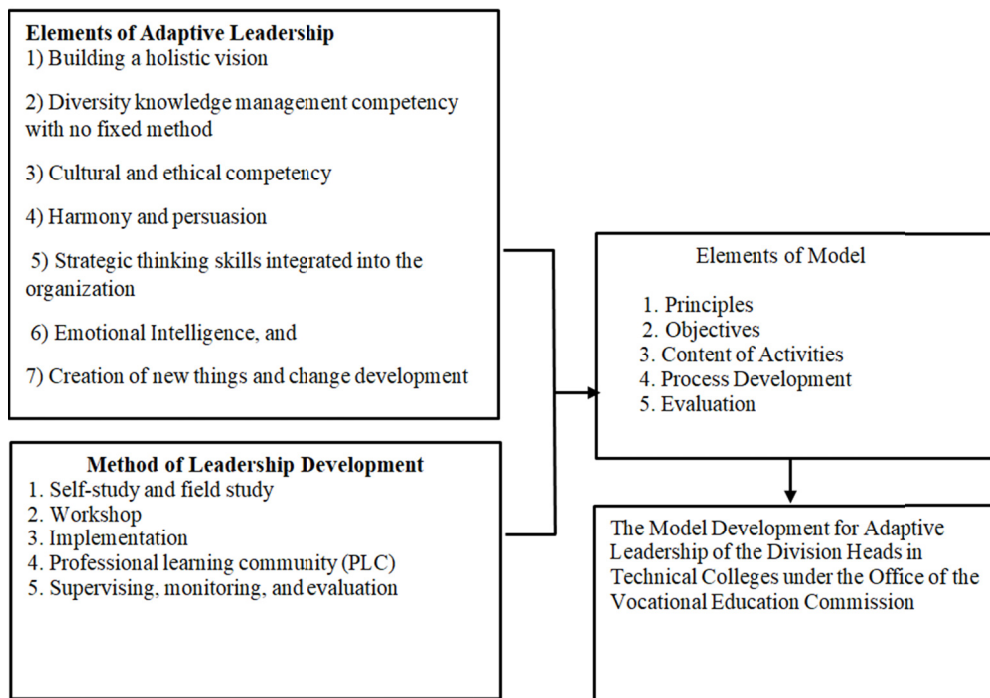 Elements of Adaptive Leadership
1) Building a holistic vision
2) Diversity knowledge management competency
with no fixed method
3) Cultural and ethical competency
4) Harmony and persuasion
5) Strategic thinking skills integrated into the
organization
6) Emotional Intelligence, and
7) Creation of new things and change development
Method of Leadership Development
1. Self-study and field study
2. Workshop
3. Implementation
4. Professional learning community (PLC)
5. Supervising, monitoring, and evaluation
Elements of Model
1. Principles
2. Objectives
3. Content of Activities
4. Process Development
5. Evaluation
The Model Development for Adaptive
Leadership of the Division Heads in
Technical Colleges under the Office of the
Vocational Education Commission